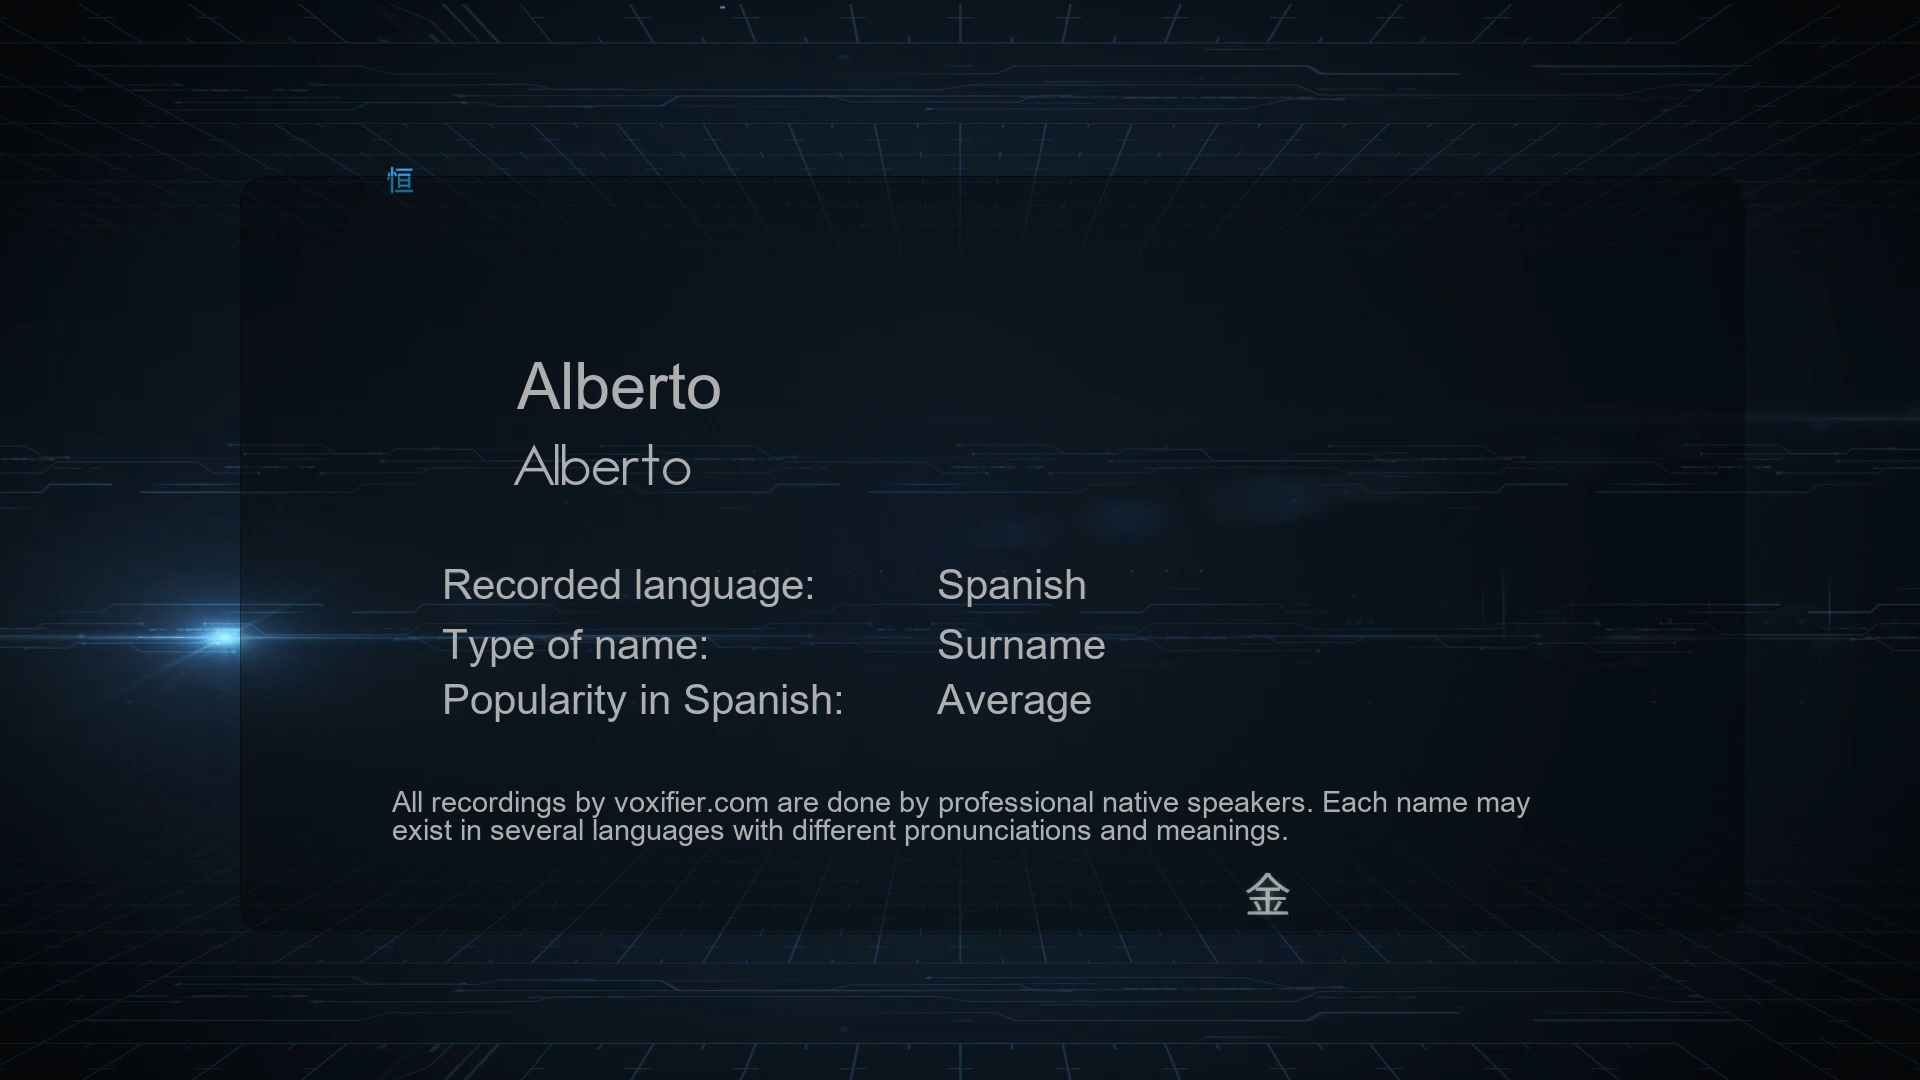 恒
Alberto
Alberto
Recorded language: Spanish
Type of name: Surname
Popularity in Spanish: Average
All recordings by voxifier.com are done by professional native speakers. Each name may
exist in several languages with different pronunciations and meanings.
金